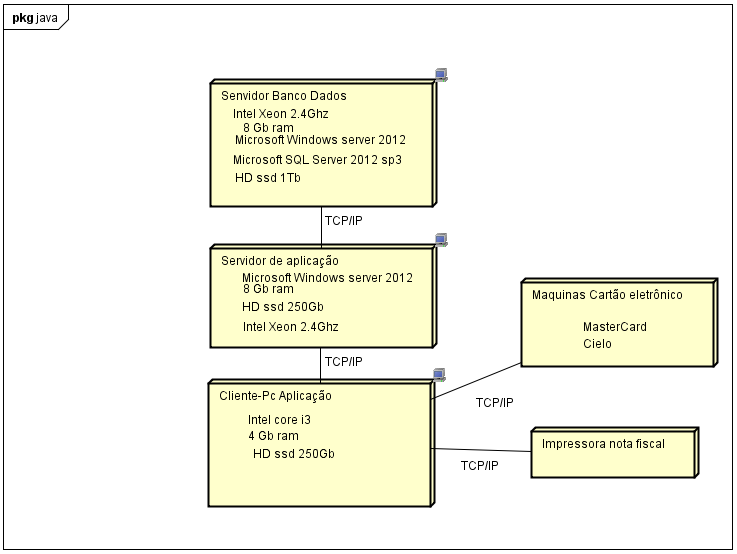 pkg java
Senvidor Banco Dados
Intel Xeon 2.4Ghz
8 Gb ram
Microsoft Windows server 2012
Microsoft SQL Server 2012 sp3
HD ssd 1Tb
TCP/IP
Servidor de aplicação
Microsoft Windows server 2012
8 Gb ram
HD ssd 250Gb
Intel Xeon 2.4Ghz
Maquinas Cartão eletrônico
MasterCard
Cielo
TCP/IP
Cliente-Pc Aplicação
Intel core i3
4 Gb ram
HD ssd 250Gb
TCP/IP
Impressora nota fiscal
TCP/IP